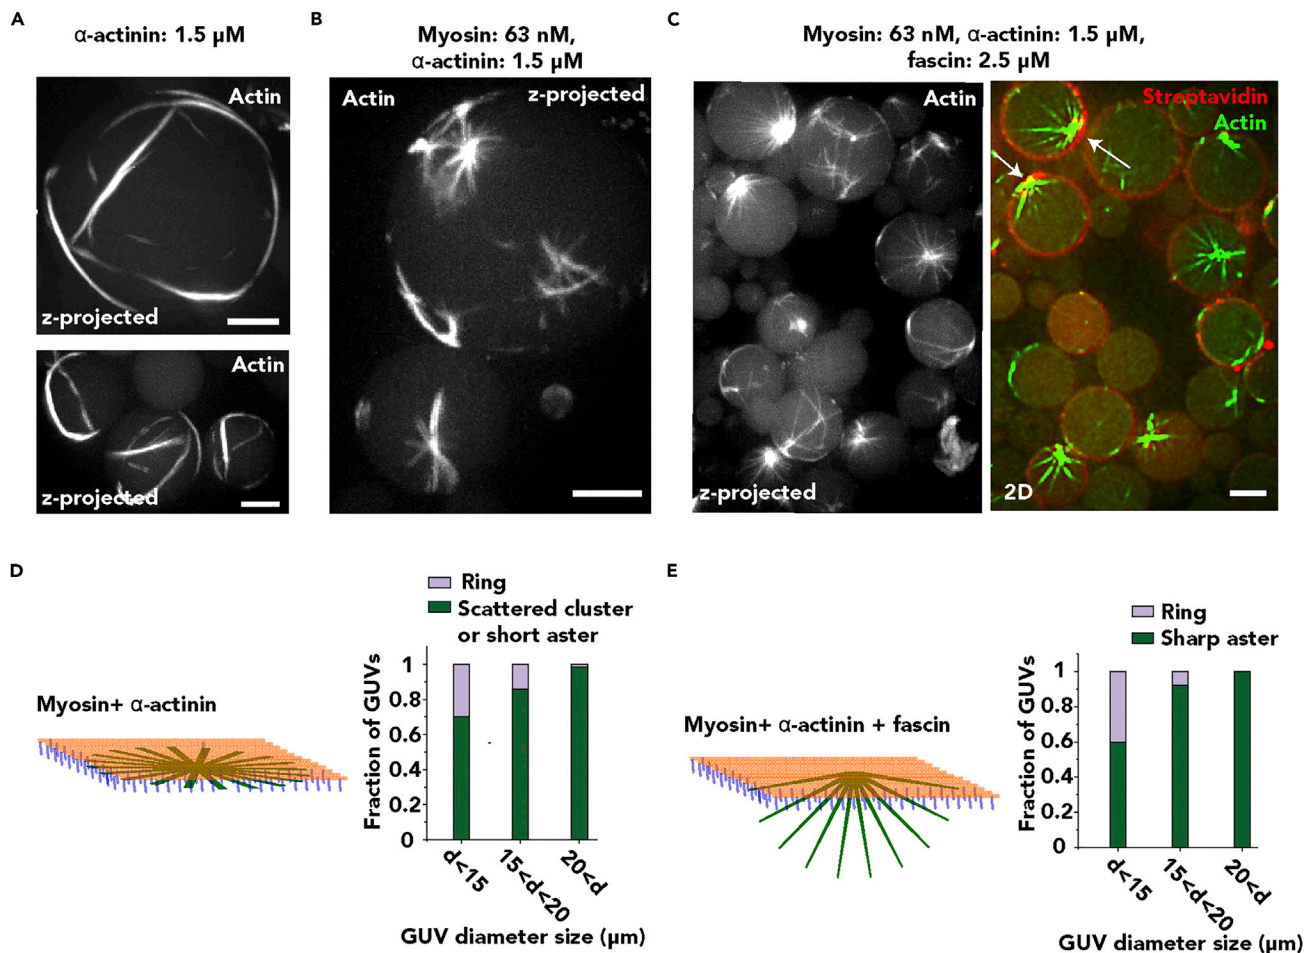 A
α-actinin: 1.5 µM
Actin
z-projected
Actin
z-projected
B
Myosin: 63 nM,
α-actinin: 1.5 µM
Actin
z-projected
C
Myosin: 63 nM, α-actinin: 1.5 µM,
fascin: 2.5 µM
Actin
z-projected
Streptavidin
Actin
2D
D
Myosin+ α-actinin
Ring
Scattered cluster
or short aster
Fraction of GUVs
1
0.8
0.6
0.4
0.2
0
d<15
15<d<20
20<d
GUV diameter size (µm)
E
Myosin+ α-actinin + fascin
Ring
Sharp aster
Fraction of GUVs
1
0.8
0.6
0.4
0.2
0
d<15
15<d<20
20<d
GUV diameter size (µm)